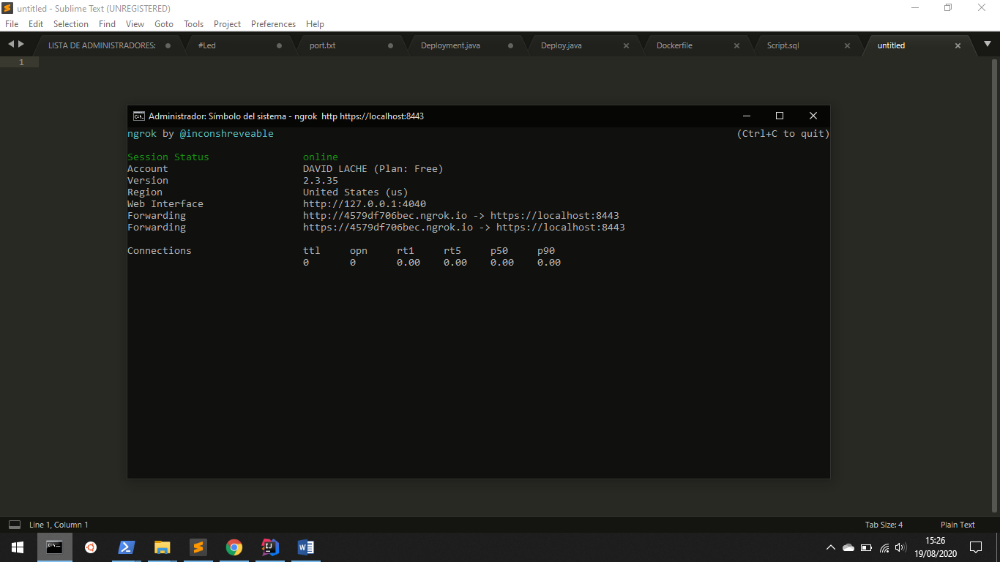 untitled - Sublime Text (UNREGISTERED)
File Edit Selection Find View Goto Tools Project Preferences Help
LISTA DE ADMINISTRADORES: #Led port.txt Deployment.java Deploy.java Dockerfile Script.sql untitled
1
Administrador: Símbolo del sistema - ngrok http https://localhost:8443
ngrok by @inconshreveable (Ctrl+C to quit)
Session Status online
Account DAVID LACHE (Plan: Free)
Version 2.3.35
Region United States (us)
Web Interface http://127.0.0.1:4040
Forwarding http://4579df706bec.ngrok.io -> https://localhost:8443
Forwarding https://4579df706bec.ngrok.io -> https://localhost:8443
Connections ttl opn rt1 rt5 p50 p90
0 0 0.00 0.00 0.00 0.00
Line 1, Column 1 Tab Size: 4 Plain Text
15:26
19/08/2020